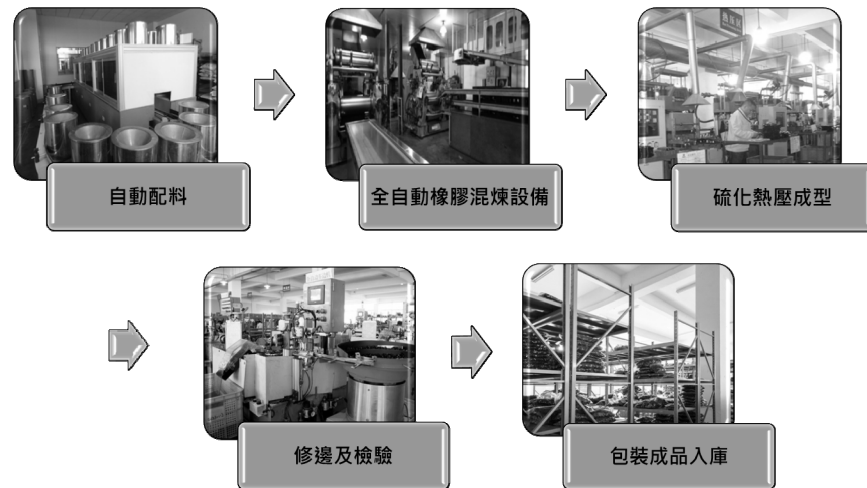 自動配料
全自動橡膠混煉設備
硫化熱壓成型
修邊及檢驗
包裝成品入庫